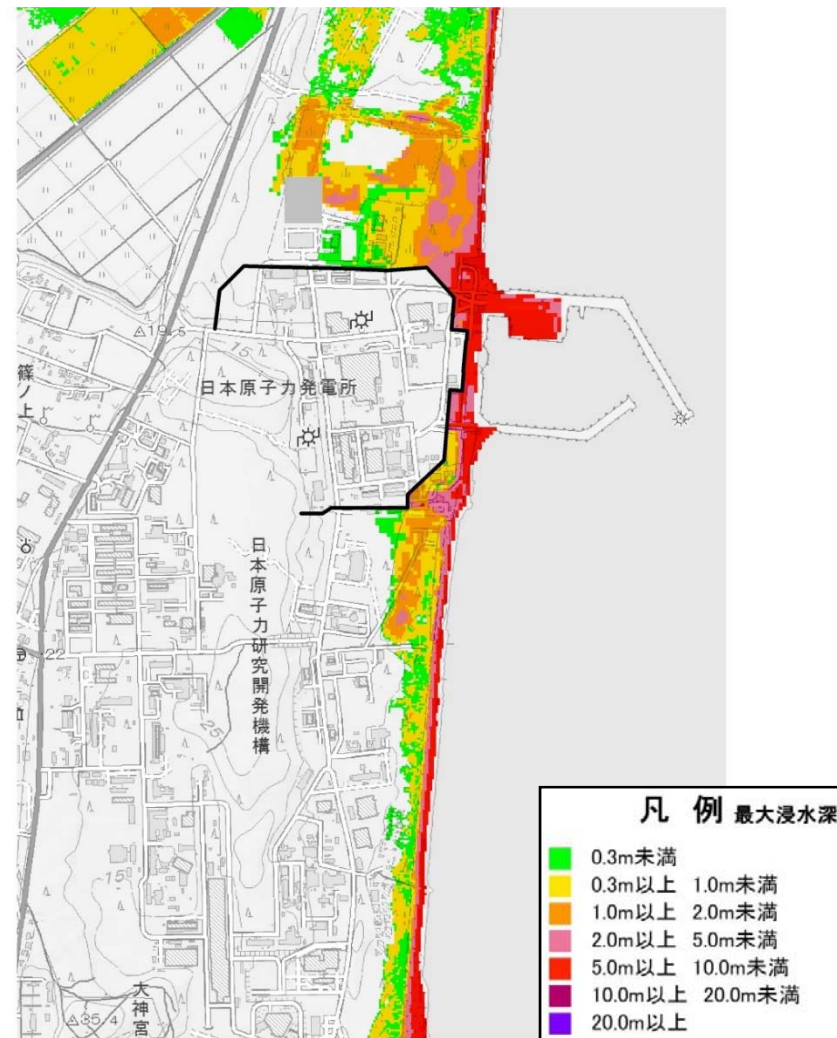 △19.5
15
日本原子力発電所
篠ノ上
日本原子力研究開発機構
22
25
15
大神宮
△35.4
凡 例 最大浸水深
0.3m未満
0.3m以上 1.0m未満
1.0m以上 2.0m未満
2.0m以上 5.0m未満
5.0m以上 10.0m未満
10.0m以上 20.0m未満
20.0m以上